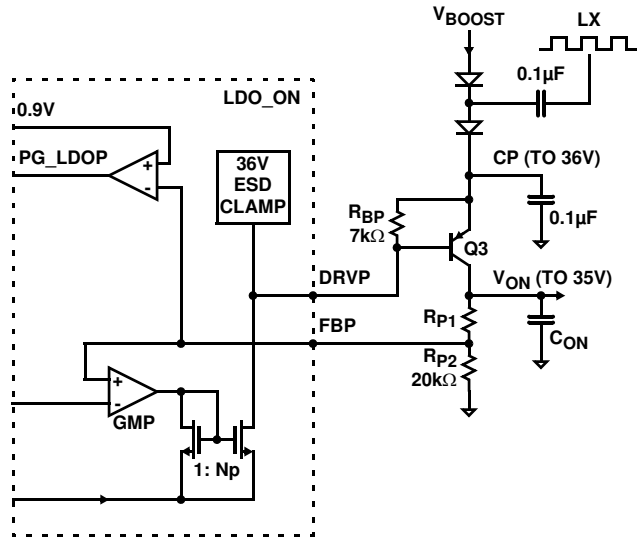 V_BOOST
LX
0.1µF
LDO_ON
0.9V
PG_LDOP
+
-
36V
ESD
CLAMP
CP (TO 36V)
0.1µF
R_BP
7kΩ
Q3
DRVP
V_ON (TO 35V)
FBP
R_P1
C_ON
R_P2
20kΩ
+
-
GMP
1: Np